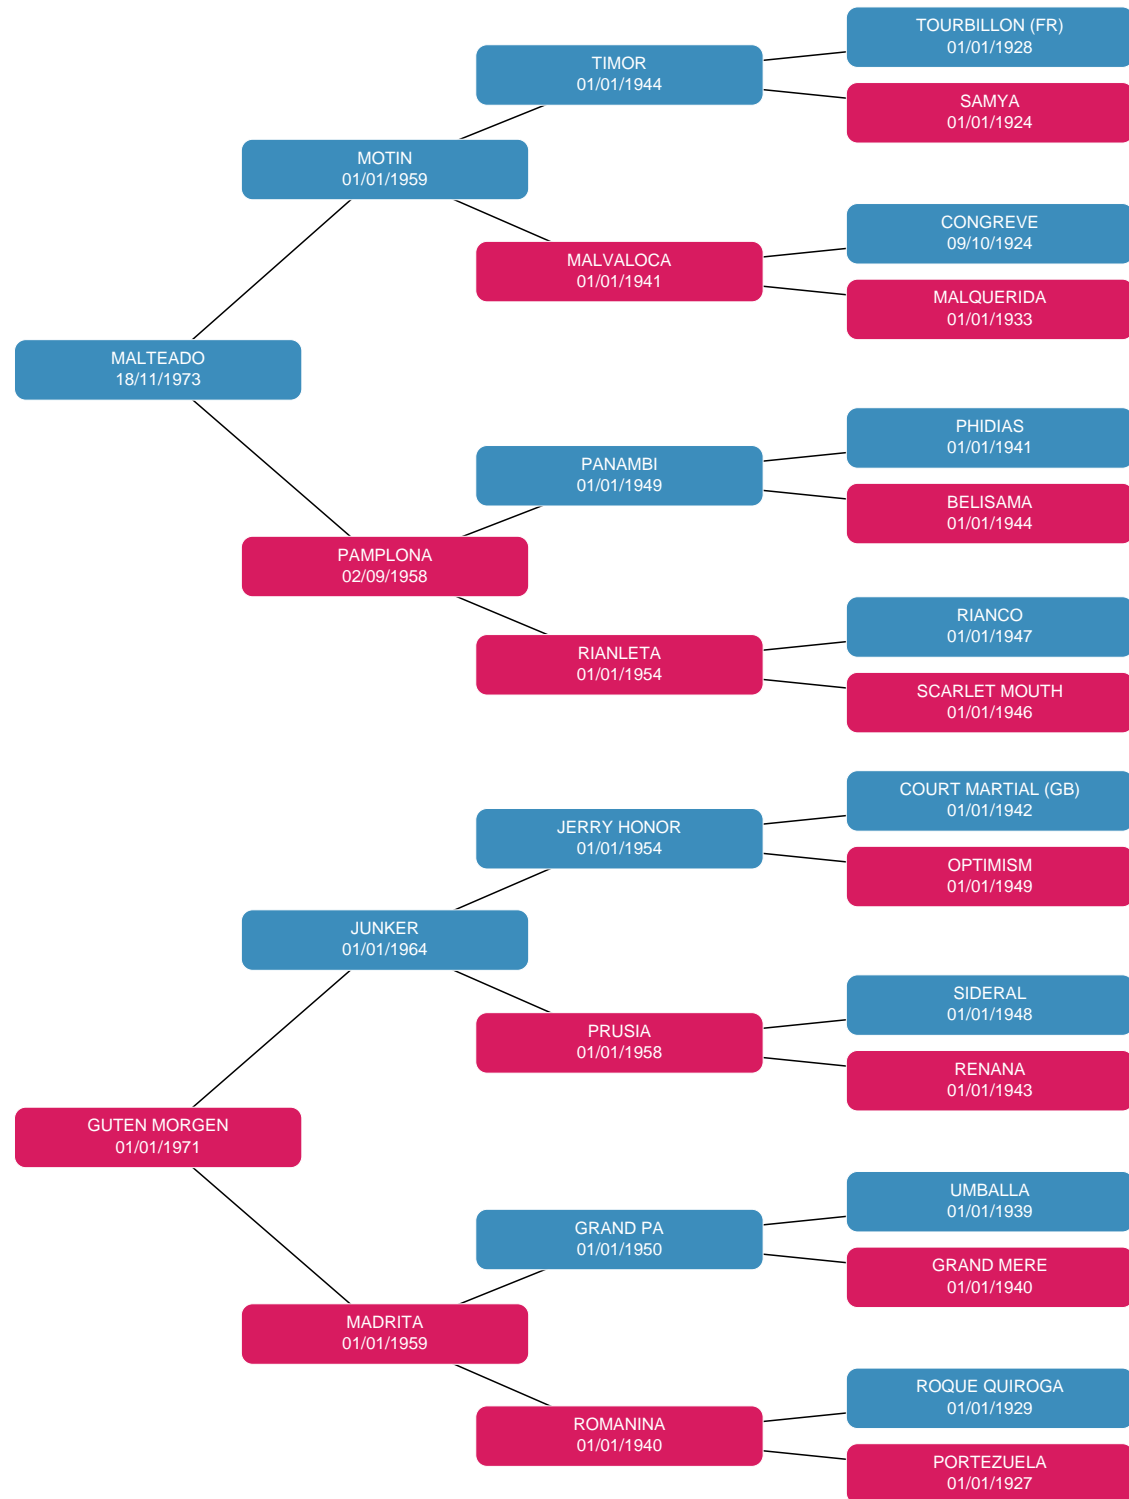 TOURBILLON (FR)
01/01/1928
TIMOR
01/01/1944
SAMYA
01/01/1924
MOTIN
01/01/1959
CONGREVE
09/10/1924
MALVALOCA
01/01/1941
MALQUERIDA
01/01/1933
MALTEADO
18/11/1973
PHIDIAS
01/01/1941
PANAMBI
01/01/1949
BELISAMA
01/01/1944
PAMPLONA
02/09/1958
RIANCO
01/01/1947
RIANLETA
01/01/1954
SCARLET MOUTH
01/01/1946
COURT MARTIAL (GB)
01/01/1942
JERRY HONOR
01/01/1954
OPTIMISM
01/01/1949
JUNKER
01/01/1964
SIDERAL
01/01/1948
PRUSIA
01/01/1958
RENANA
01/01/1943
GUTEN MORGEN
01/01/1971
UMBALLA
01/01/1939
GRAND PA
01/01/1950
GRAND MERE
01/01/1940
MADRITA
01/01/1959
ROQUE QUIROGA
01/01/1929
ROMANINA
01/01/1940
PORTEZUELA
01/01/1927